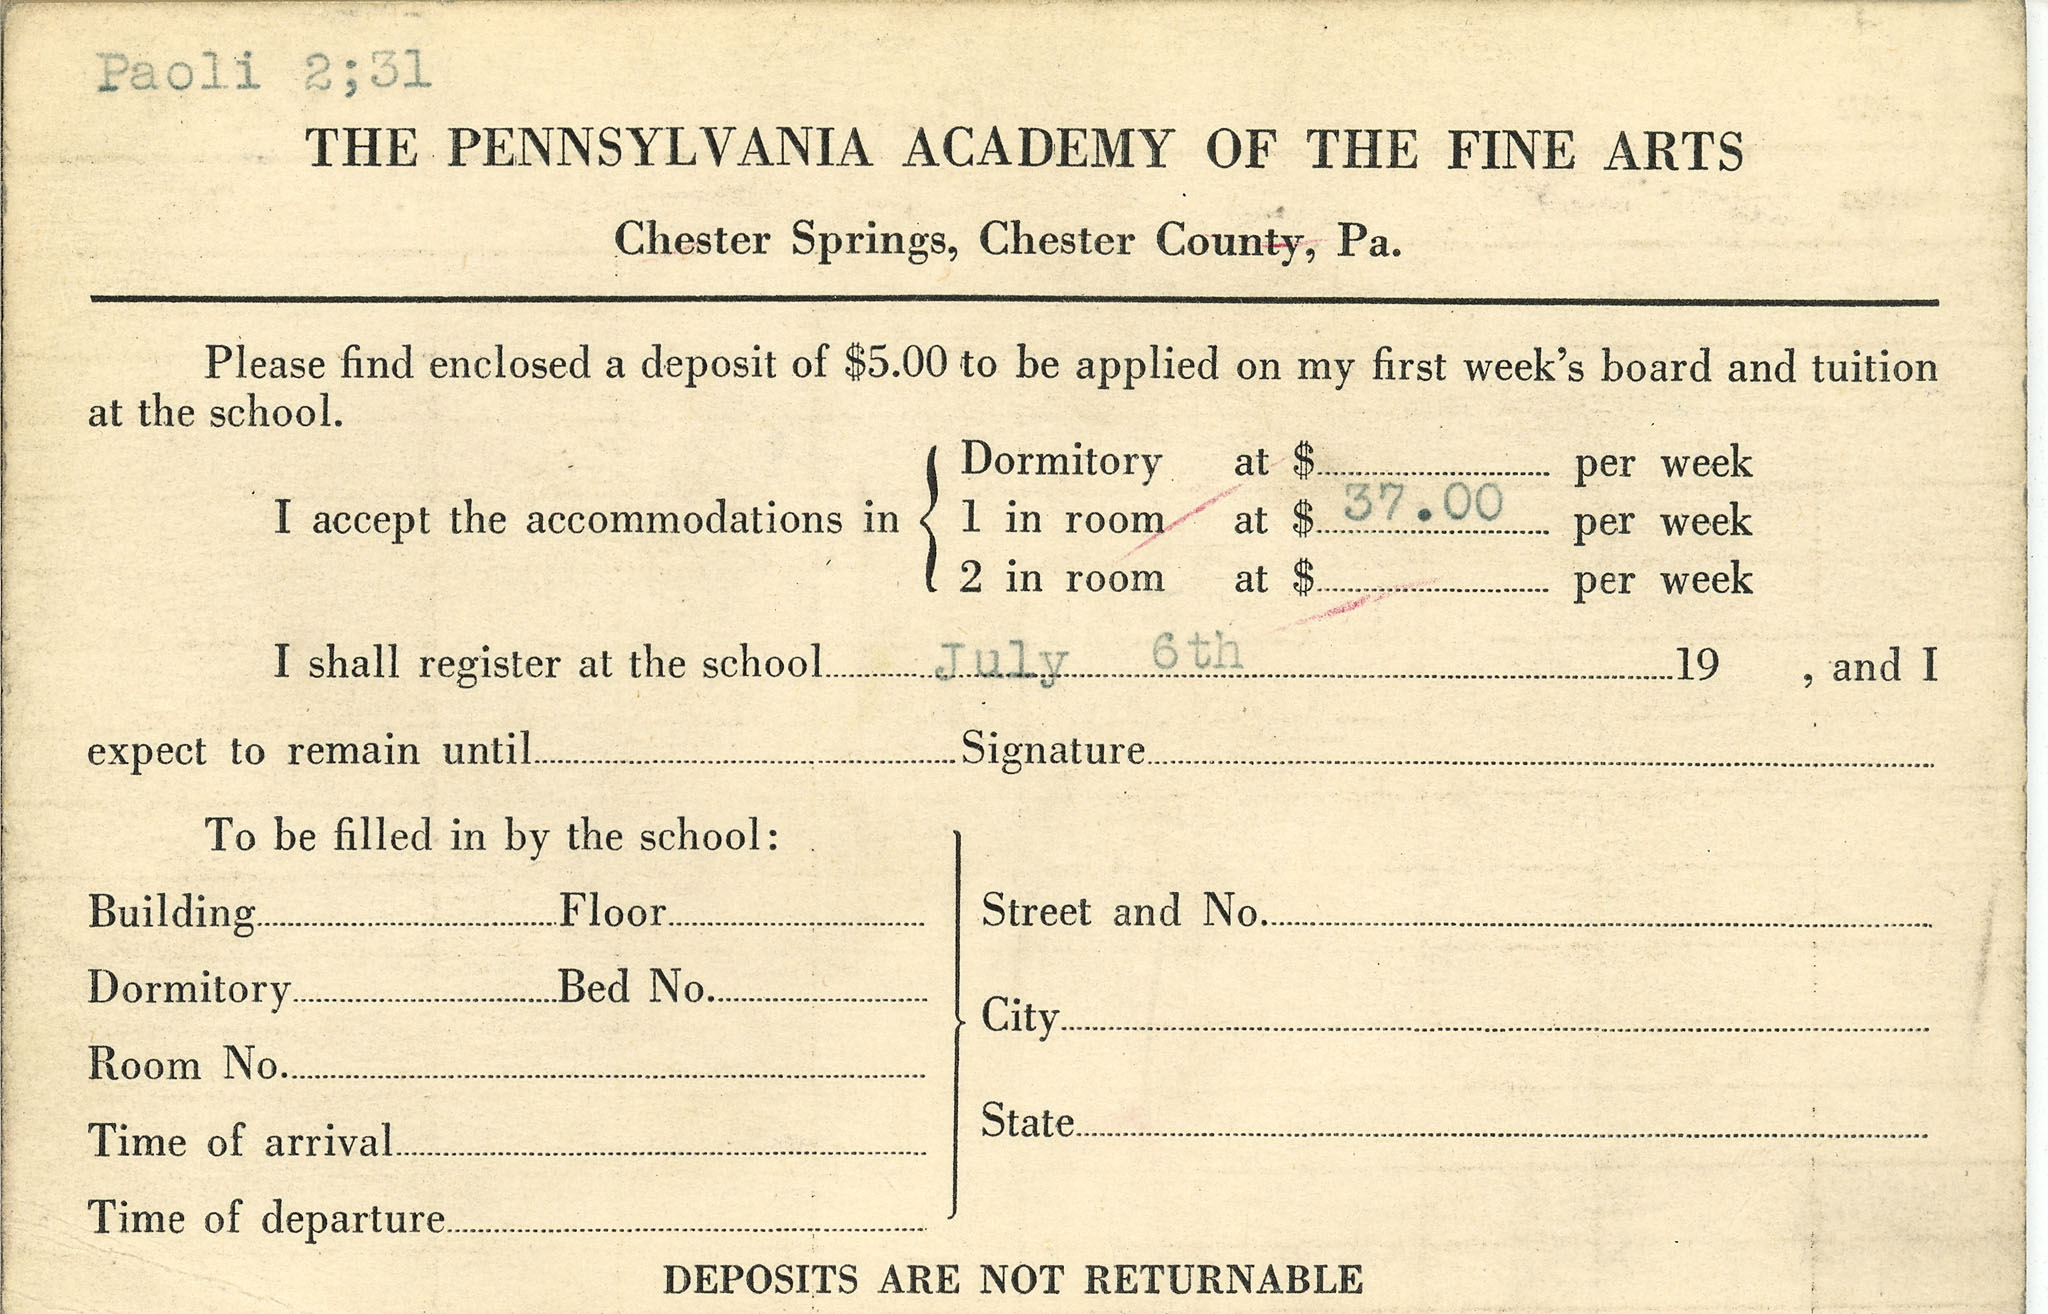 Paoli 2;31
THE PENNSYLVANIA ACADEMY OF THE FINE ARTS
Chester Springs, Chester County, Pa.
Please find enclosed a deposit of $5.00 to be applied on my first week's board and tuition
at the school.
Dormitory at $ per week
I accept the accommodations in 1 in room at $ 37.00 per week
2 in room at $ per week
I shall register at the school July 6th 19 , and I
expect to remain until Signature
To be filled in by the school:
Building Floor
Dormitory Bed No.
Room No.
Time of arrival
Time of departure
Street and No.
City
State
DEPOSITS ARE NOT RETURNABLE